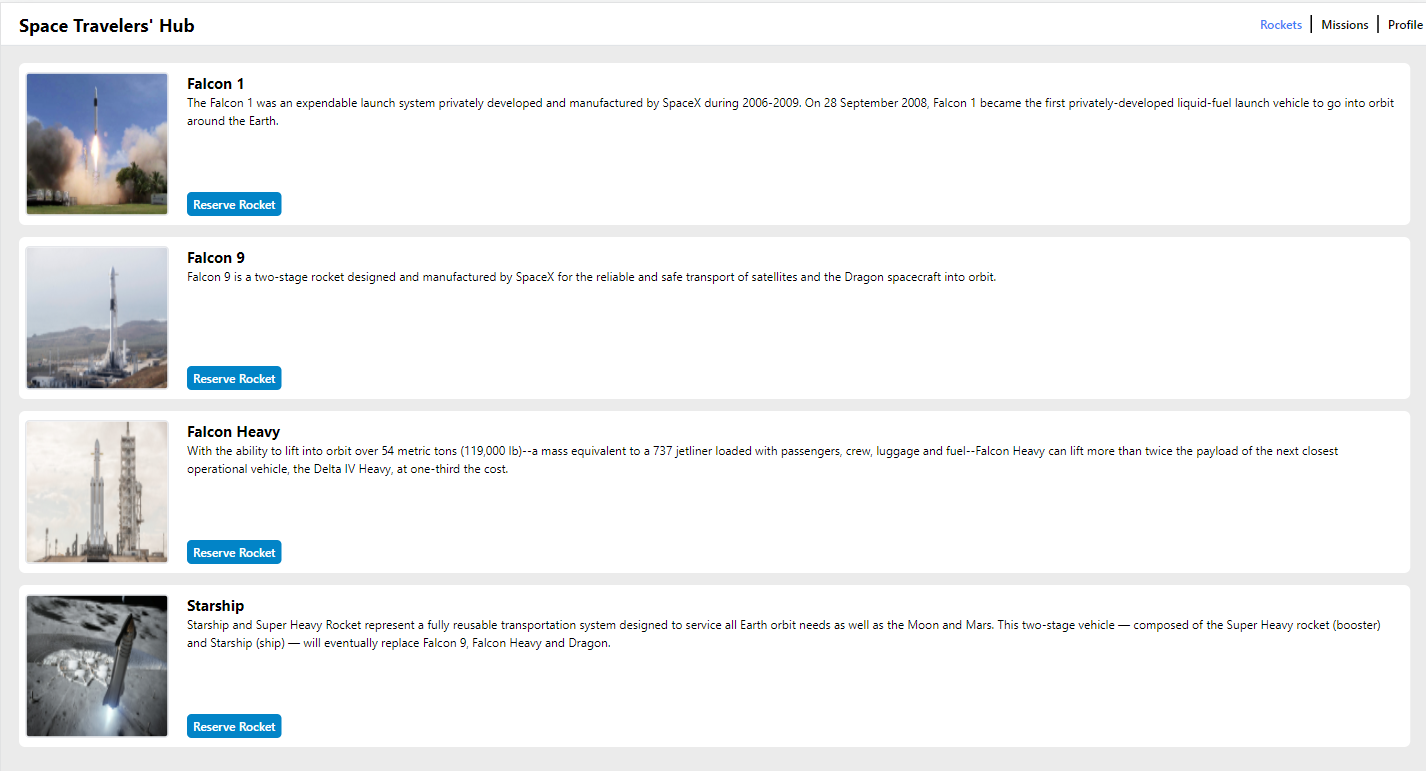 Space Travelers' Hub
Rockets
Missions
Profile
Falcon 1
The Falcon 1 was an expendable launch system privately developed and manufactured by SpaceX during 2006-2009. On 28 September 2008, Falcon 1 became the first privately-developed liquid-fuel launch vehicle to go into orbit
around the Earth.
Reserve Rocket
Falcon 9
Falcon 9 is a two-stage rocket designed and manufactured by SpaceX for the reliable and safe transport of satellites and the Dragon spacecraft into orbit.
Reserve Rocket
Falcon Heavy
With the ability to lift into orbit over 54 metric tons (119,000 lb)--a mass equivalent to a 737 jetliner loaded with passengers, crew, luggage and fuel--Falcon Heavy can lift more than twice the payload of the next closest
operational vehicle, the Delta IV Heavy, at one-third the cost.
Reserve Rocket
Starship
Starship and Super Heavy Rocket represent a fully reusable transportation system designed to service all Earth orbit needs as well as the Moon and Mars. This two-stage vehicle — composed of the Super Heavy rocket (booster)
and Starship (ship) — will eventually replace Falcon 9, Falcon Heavy and Dragon.
Reserve Rocket